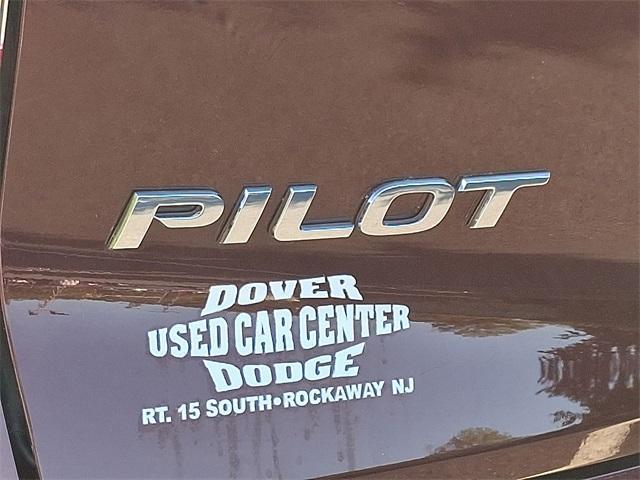 PILOT
DOVER
USED CAR CENTER
DODGE
RT. 15 SOUTH•ROCKAWAY NJ